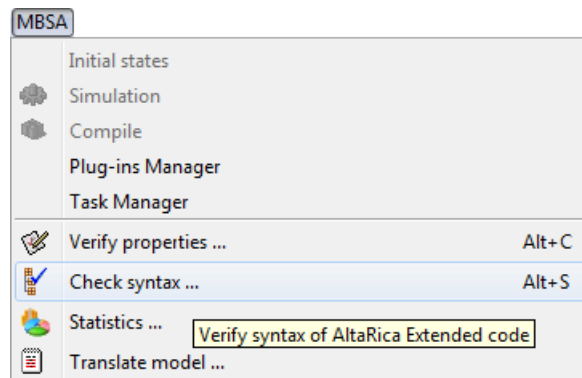 MBSA
Initial states
Simulation
Compile
Plug-ins Manager
Task Manager
Verify properties ... Alt+C
Check syntax ... Alt+S
Statistics ...
Verify syntax of AltaRica Extended code
Translate model ...